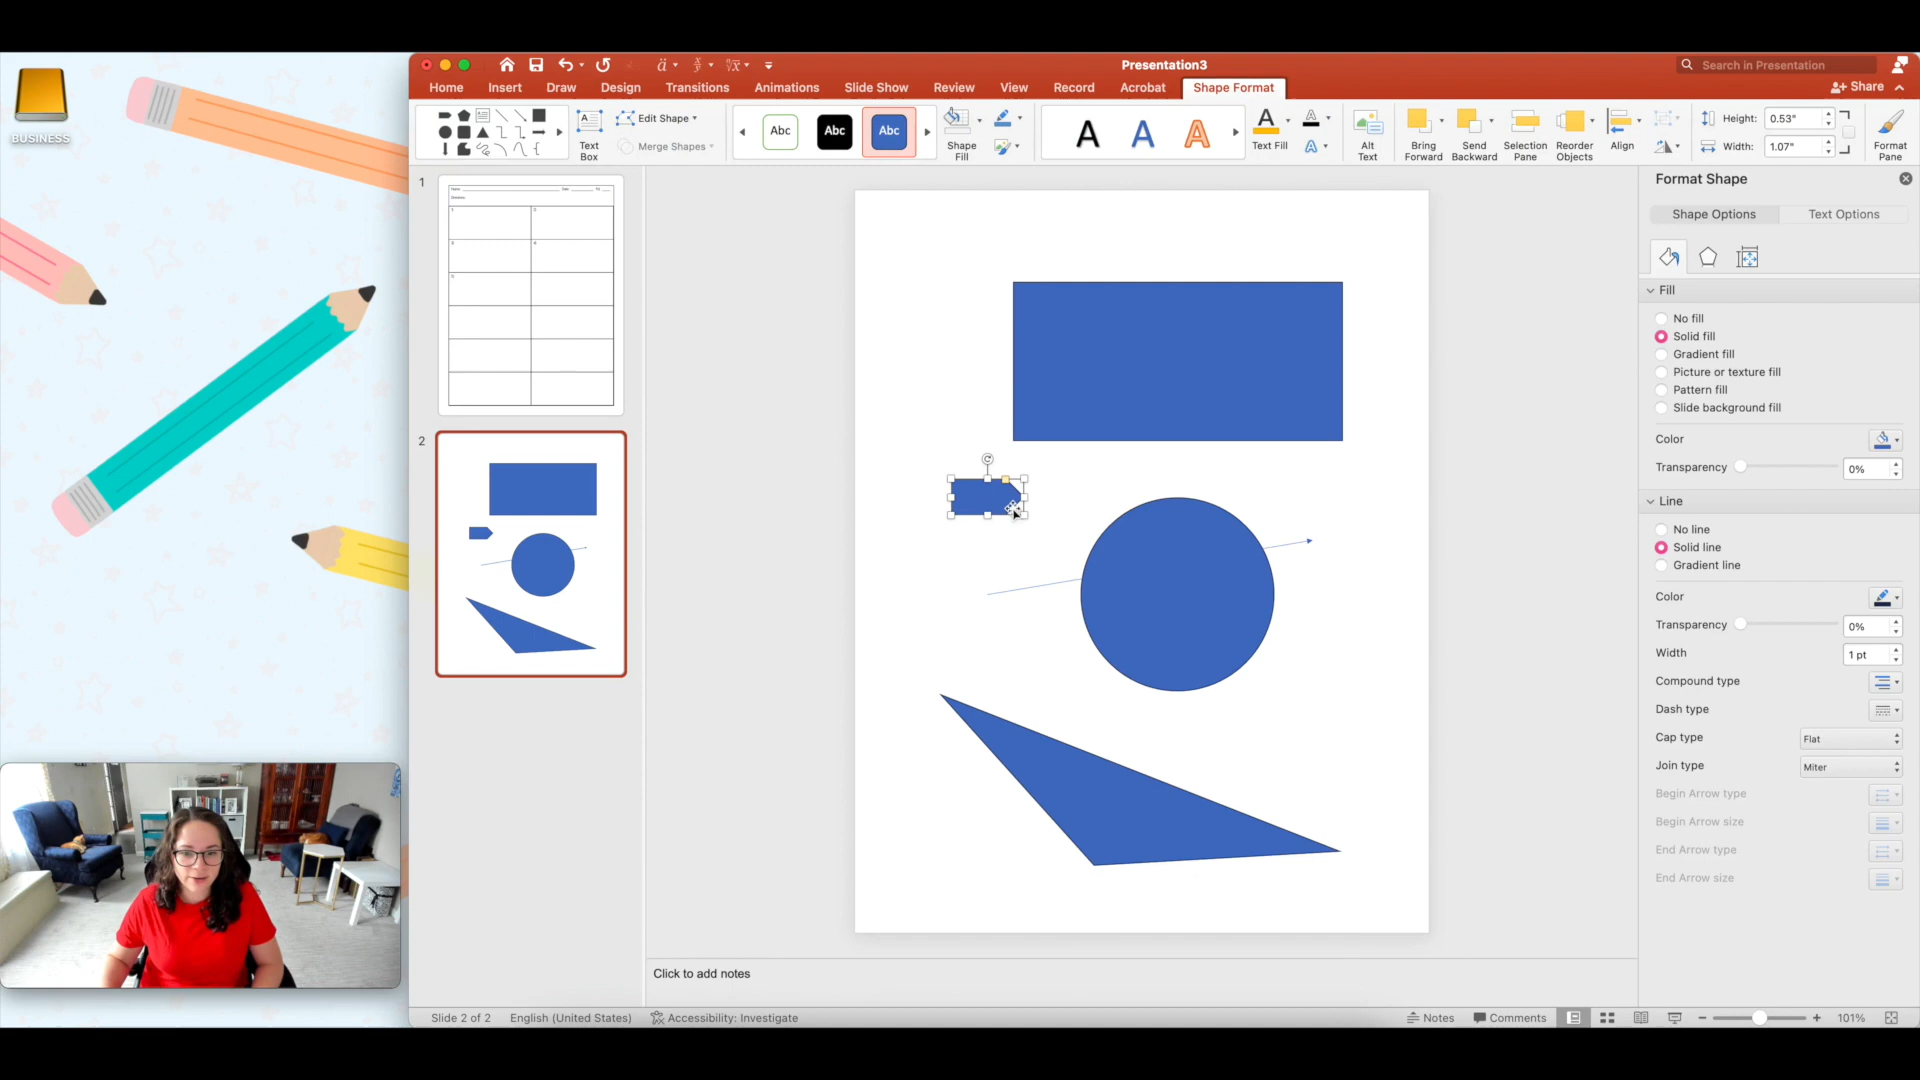 BUSINESS
Presentation3
Search in Presentation
Home Insert Draw Design Transitions Animations Slide Show Review View Record Acrobat Shape Format
Share
Text Box
Edit Shape
Merge Shapes
Abc Abc Abc
Shape Fill
A A A
Text Fill
Alt Text
Bring Forward
Send Backward
Selection Pane
Reorder Objects
Align
Height: 0.53"
Width: 1.07"
Format Pane
1
2
Format Shape
Shape Options Text Options
Fill
No fill
Solid fill
Gradient fill
Picture or texture fill
Pattern fill
Slide background fill
Color
Transparency 0%
Line
No line
Solid line
Gradient line
Color
Transparency 0%
Width 1 pt
Compound type
Dash type
Cap type Flat
Join type Miter
Begin Arrow type
Begin Arrow size
End Arrow type
End Arrow size
Click to add notes
Slide 2 of 2 English (United States) Accessibility: Investigate
Notes Comments 101%